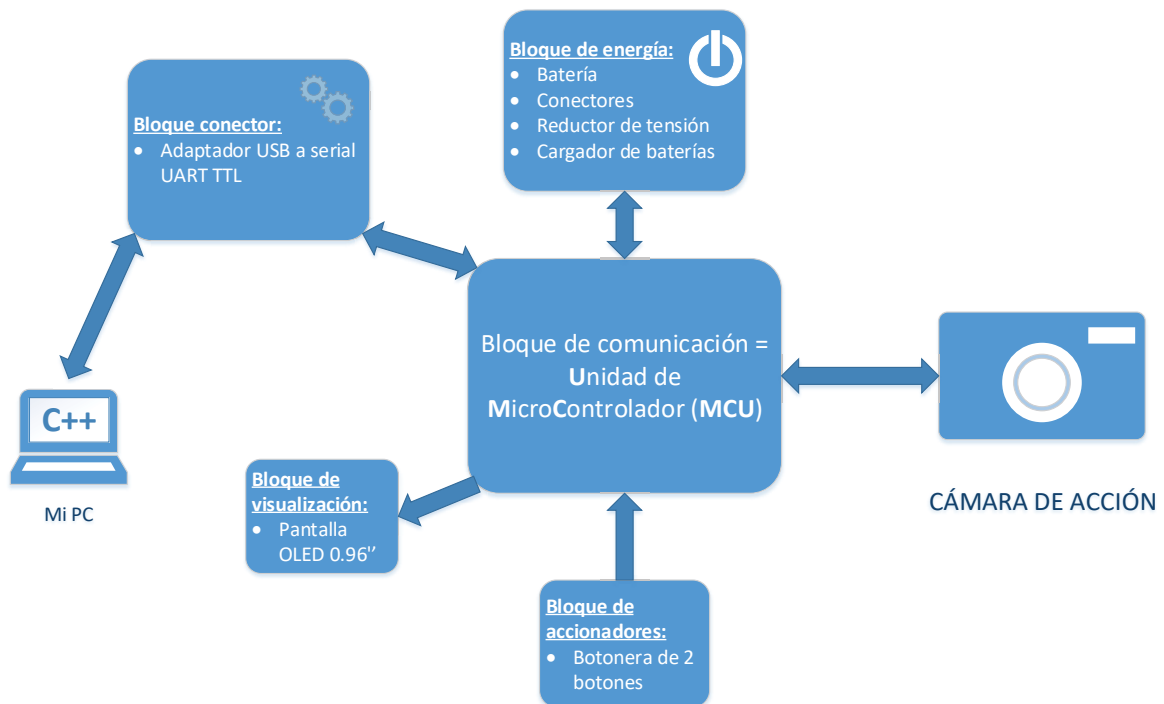 Bloque de energía:
• Batería
• Conectores
• Reductor de tensión
• Cargador de baterías
Bloque conector:
• Adaptador USB a serial
UART TTL
Bloque de comunicación =
Unidad de
MicroControlador (MCU)
C++
Mi PC
CÁMARA DE ACCIÓN
Bloque de
visualización:
• Pantalla
OLED 0.96''
Bloque de
accionadores:
• Botonera de 2
botones